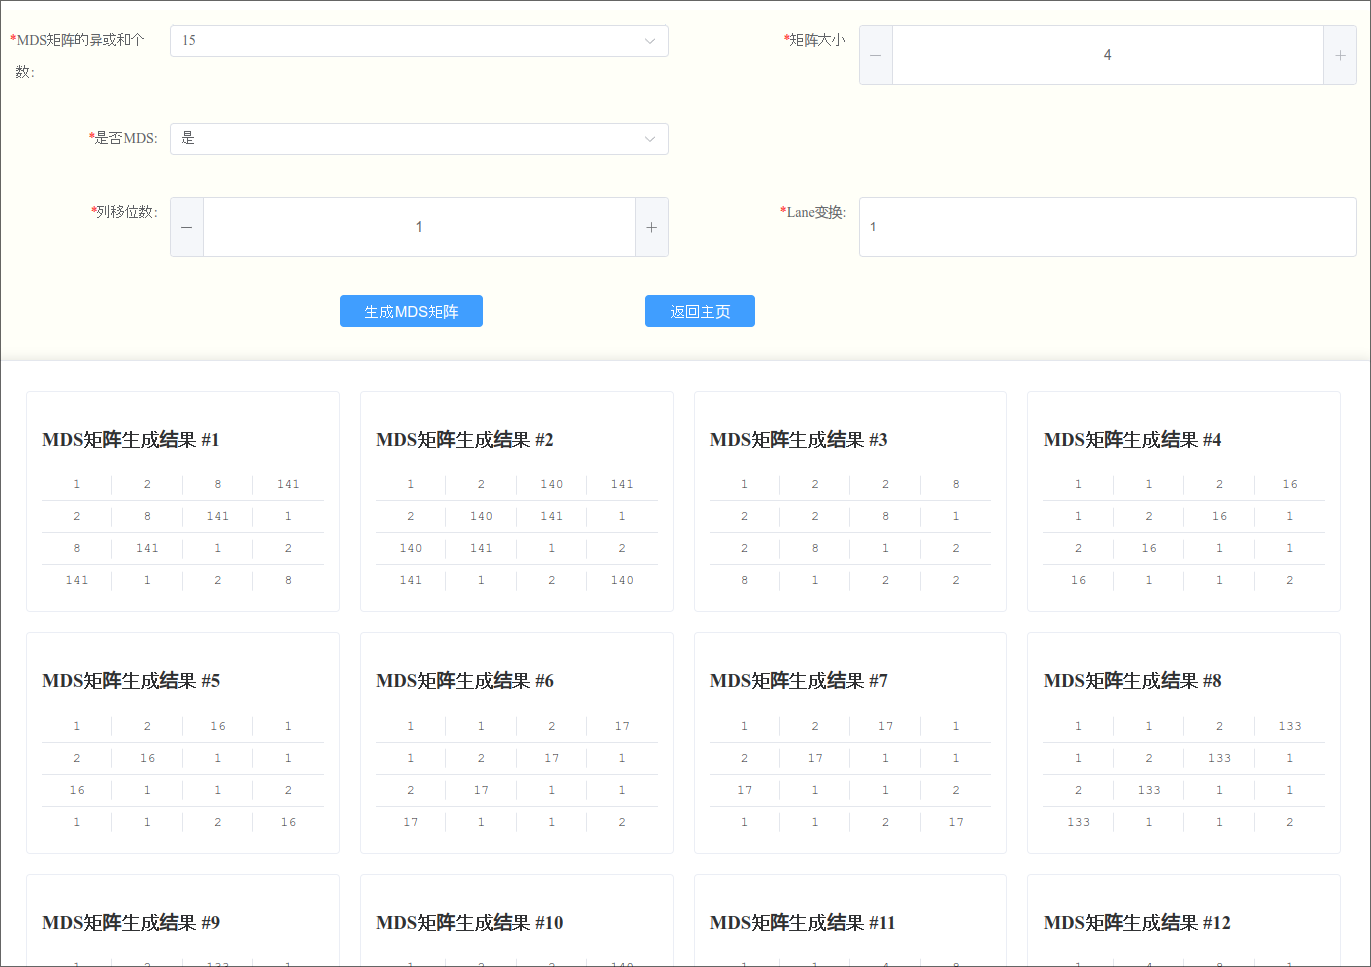 *MDS矩阵的异或和个数: 15 *矩阵大小 − 4 +
*是否MDS: 是
*列移位数: − 1 + *Lane变换: 1
生成MDS矩阵 返回主页
MDS矩阵生成结果 #1
1 2 8 141
2 8 141 1
8 141 1 2
141 1 2 8
MDS矩阵生成结果 #2
1 2 140 141
2 140 141 1
140 141 1 2
141 1 2 140
MDS矩阵生成结果 #3
1 2 2 8
2 2 8 1
2 8 1 2
8 1 2 2
MDS矩阵生成结果 #4
1 1 2 16
1 2 16 1
2 16 1 1
16 1 1 2
MDS矩阵生成结果 #5
1 2 16 1
2 16 1 1
16 1 1 2
1 1 2 16
MDS矩阵生成结果 #6
1 1 2 17
1 2 17 1
2 17 1 1
17 1 1 2
MDS矩阵生成结果 #7
1 2 17 1
2 17 1 1
17 1 1 2
1 1 2 17
MDS矩阵生成结果 #8
1 1 2 133
1 2 133 1
2 133 1 1
133 1 1 2
MDS矩阵生成结果 #9
MDS矩阵生成结果 #10
MDS矩阵生成结果 #11
MDS矩阵生成结果 #12